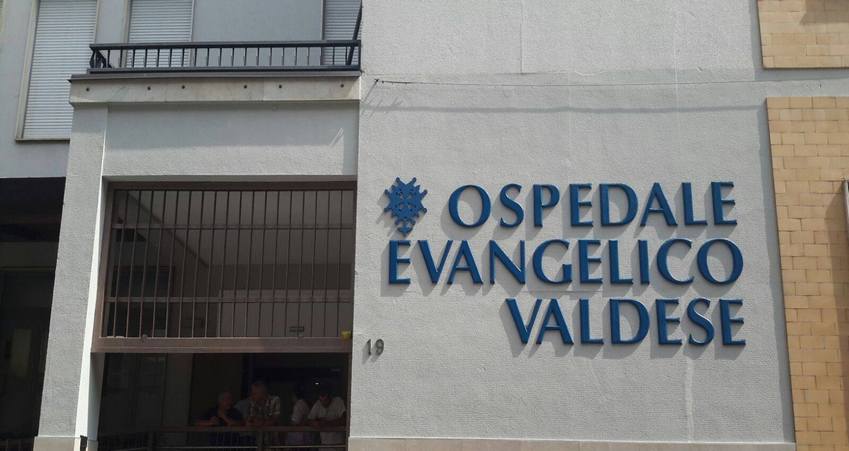 OSPEDALE
EVANGELICO
VALDESE
19